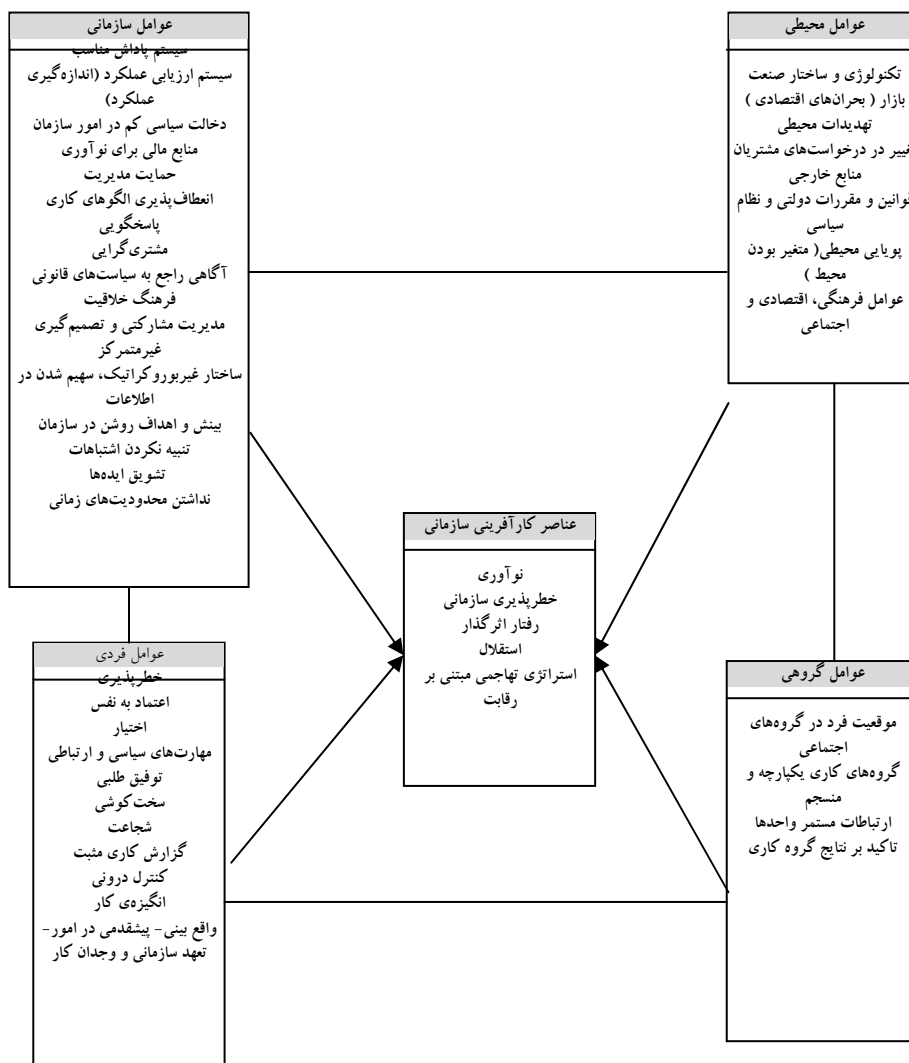 عوامل سازمانی
سیستم پاداش مناسب
سیستم ارزیابی عملکرد (اندازه‌گیری
عملکرد)
دخالت سیاسی کم در امور سازمان
منابع مالی برای نوآوری
حمایت مدیریت
انعطاف‌پذیری الگوهای کاری
پاسخگویی
مشتری‌گرایی
آگاهی راجع به سیاست‌های قانونی
فرهنگ خلاقیت
مدیریت مشارکتی و تصمیم‌گیری
غیرمتمرکز
ساختار غیربوروکراتیک، سهیم شدن در
اطلاعات
بینش و اهداف روشن در سازمان
تنبیه نکردن اشتباهات
تشویق ایده‌ها
نداشتن محدودیت‌های زمانی
عوامل محیطی
تکنولوژی و ساختار صنعت
بازار ( بحران‌های اقتصادی )
تهدیدات محیطی
تغییر در درخواست‌های مشتریان
منابع خارجی
قوانین و مقررات دولتی و نظام
سیاسی
پویایی محیطی( متغیر بودن
محیط )
عوامل فرهنگی، اقتصادی و
اجتماعی
عناصر کارآفرینی سازمانی
نوآوری
خطرپذیری سازمانی
رفتار اثرگذار
استقلال
استراتژی تهاجمی مبتنی بر
رقابت
عوامل فردی
خطرپذیری
اعتماد به نفس
اختیار
مهارت‌های سیاسی و ارتباطی
توفیق طلبی
سخت‌کوشی
شجاعت
گزارش کاری مثبت
کنترل درونی
انگیزه‌ی کار
واقع بینی- پیشقدمی در امور-
تعهد سازمانی و وجدان کار
عوامل گروهی
موقعیت فرد در گروه‌های
اجتماعی
گروه‌های کاری یکپارچه و
منسجم
ارتباطات مستمر واحدها
تاکید بر نتایج گروه کاری